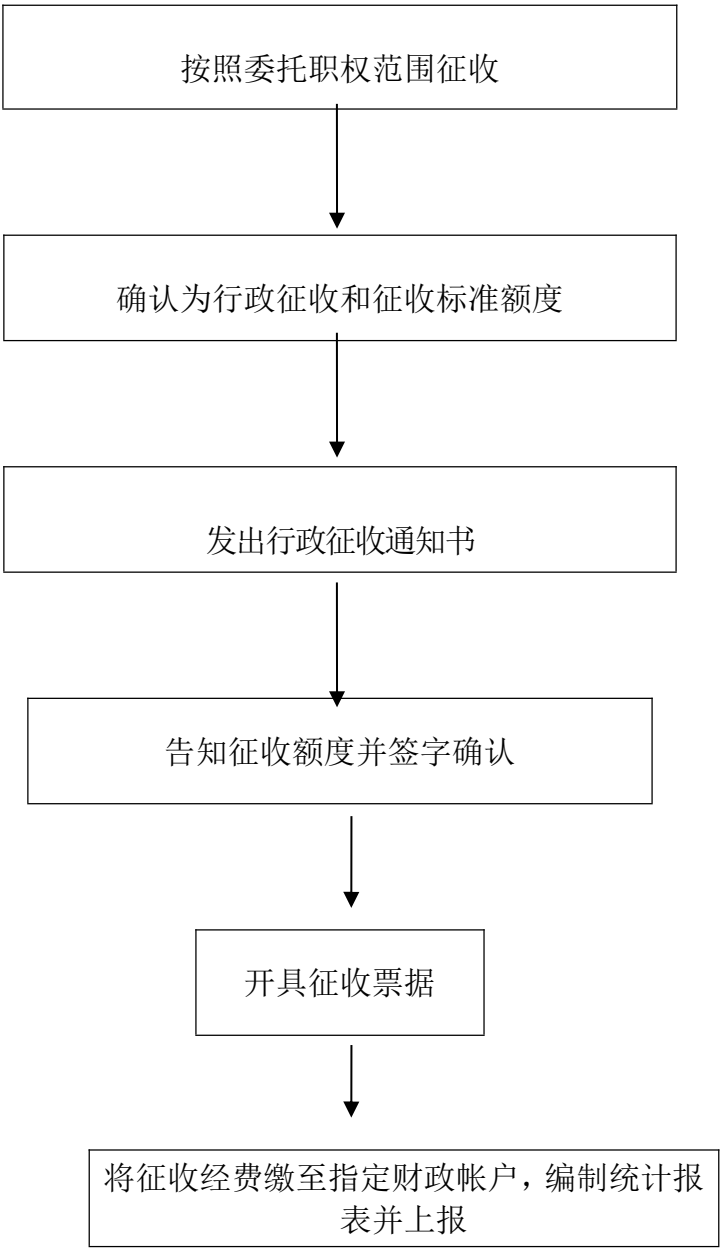 按照委托职权范围征收
确认为行政征收和征收标准额度
发出行政征收通知书
告知征收额度并签字确认
开具征收票据
将征收经费缴至指定财政帐户，编制统计报
表并上报